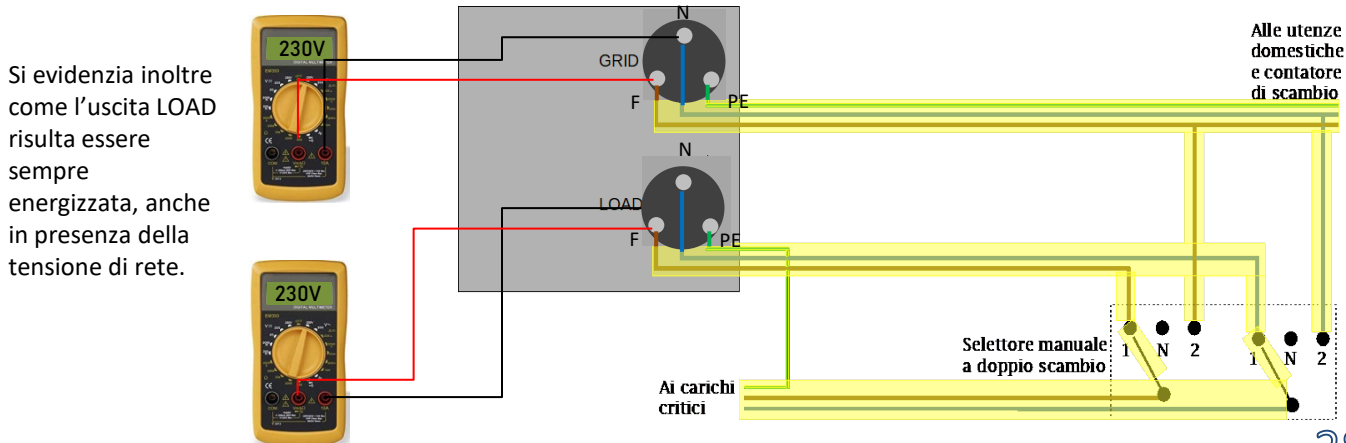 Si evidenzia inoltre
come l'uscita LOAD
risulta essere
sempre
energizzata, anche
in presenza della
tensione di rete.
230V
N
GRID
F
PE
Alle utenze
domestiche
e contatore
di scambio
230V
N
LOAD
F
PE
Selettore manuale
a doppio scambio
1 N 2
1 N 2
Ai carichi
critici